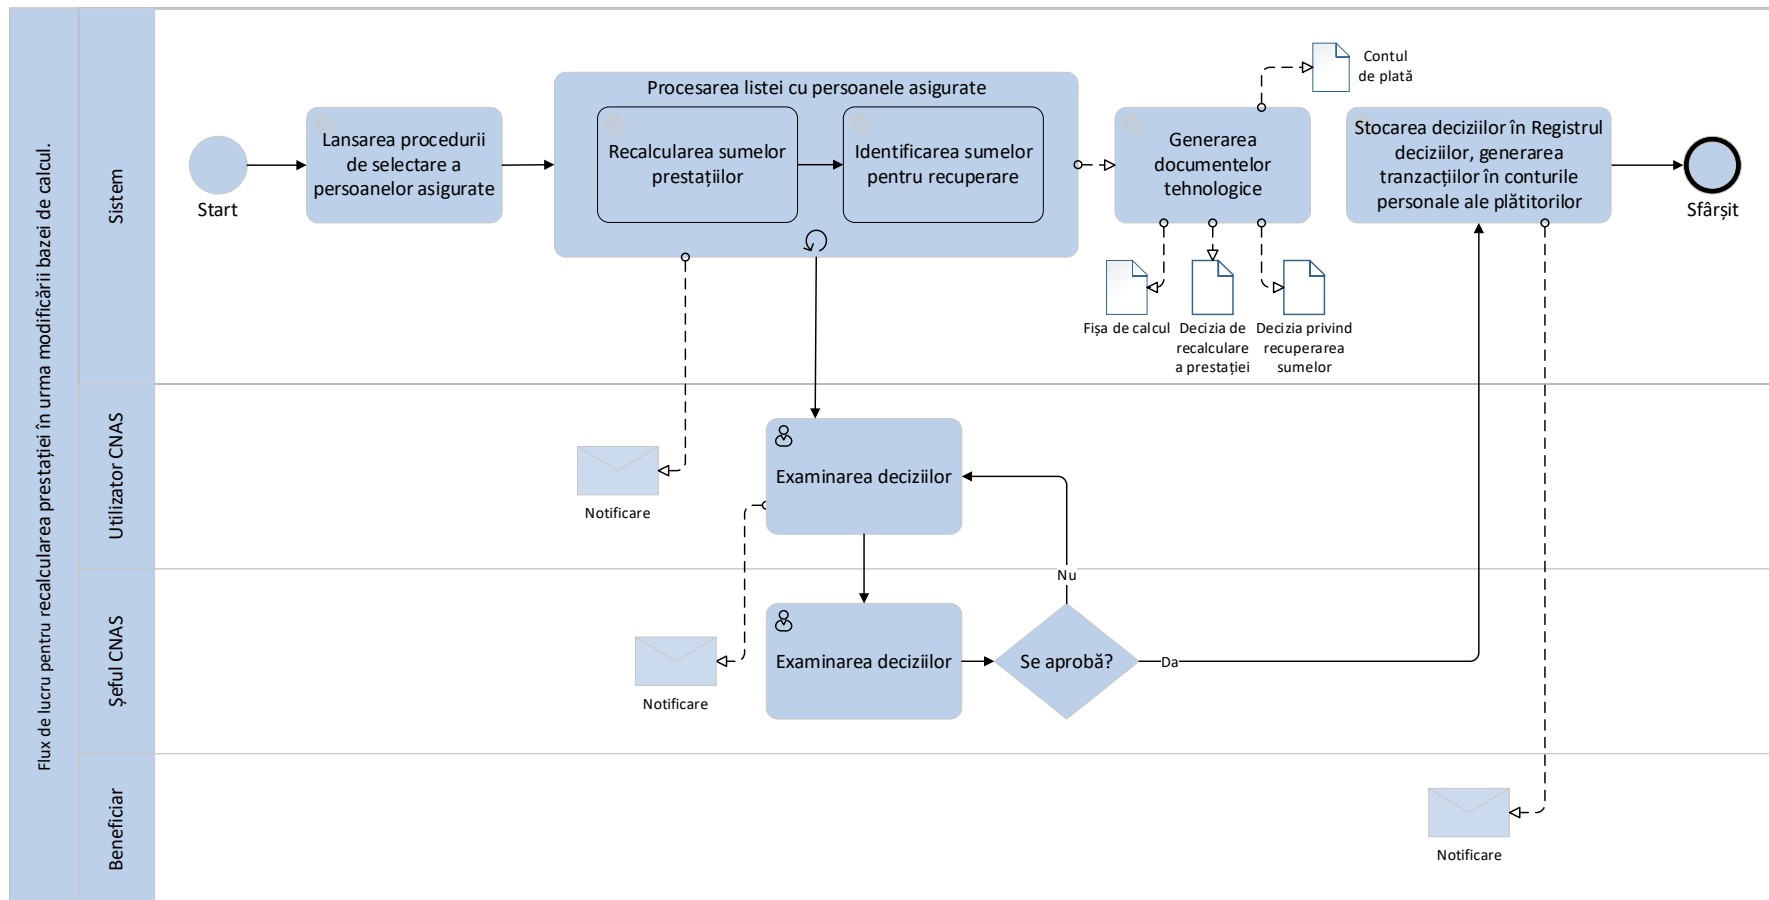 Flux de lucru pentru recalcularea prestației în urma modificării bazei de calcul.
Sistem
Start
Lansarea procedurii
de selectare a
persoanelor asigurate
Procesarea listei cu persoanele asigurate
Recalcularea sumelor
prestațiilor
Identificarea sumelor
pentru recuperare
Generarea
documentelor
tehnologice
Contul
de plată
Fișa de calcul
Decizia de
recalculare
a prestației
Decizia privind
recuperarea
sumelor
Stocarea deciziilor în Registrul
deciziilor, generarea
tranzacțiilor în conturile
personale ale plătitorilor
Sfârșit
Utilizator CNAS
Notificare
Examinarea deciziilor
Nu
Șeful CNAS
Notificare
Examinarea deciziilor
Se aprobă?
Da
Beneficiar
Notificare